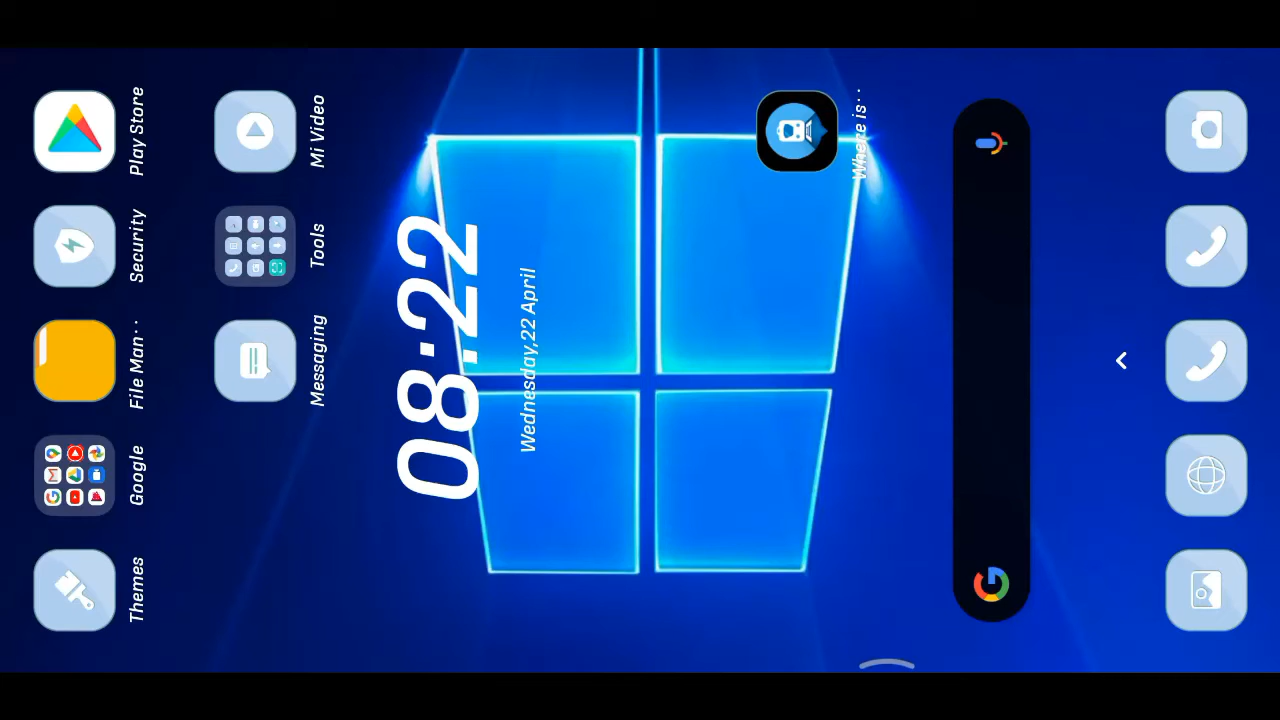 Themes
Google
File Man··
Security
Play Store
Messaging
Tools
Mi Video
08:22
Wednesday,22 April
Where is··